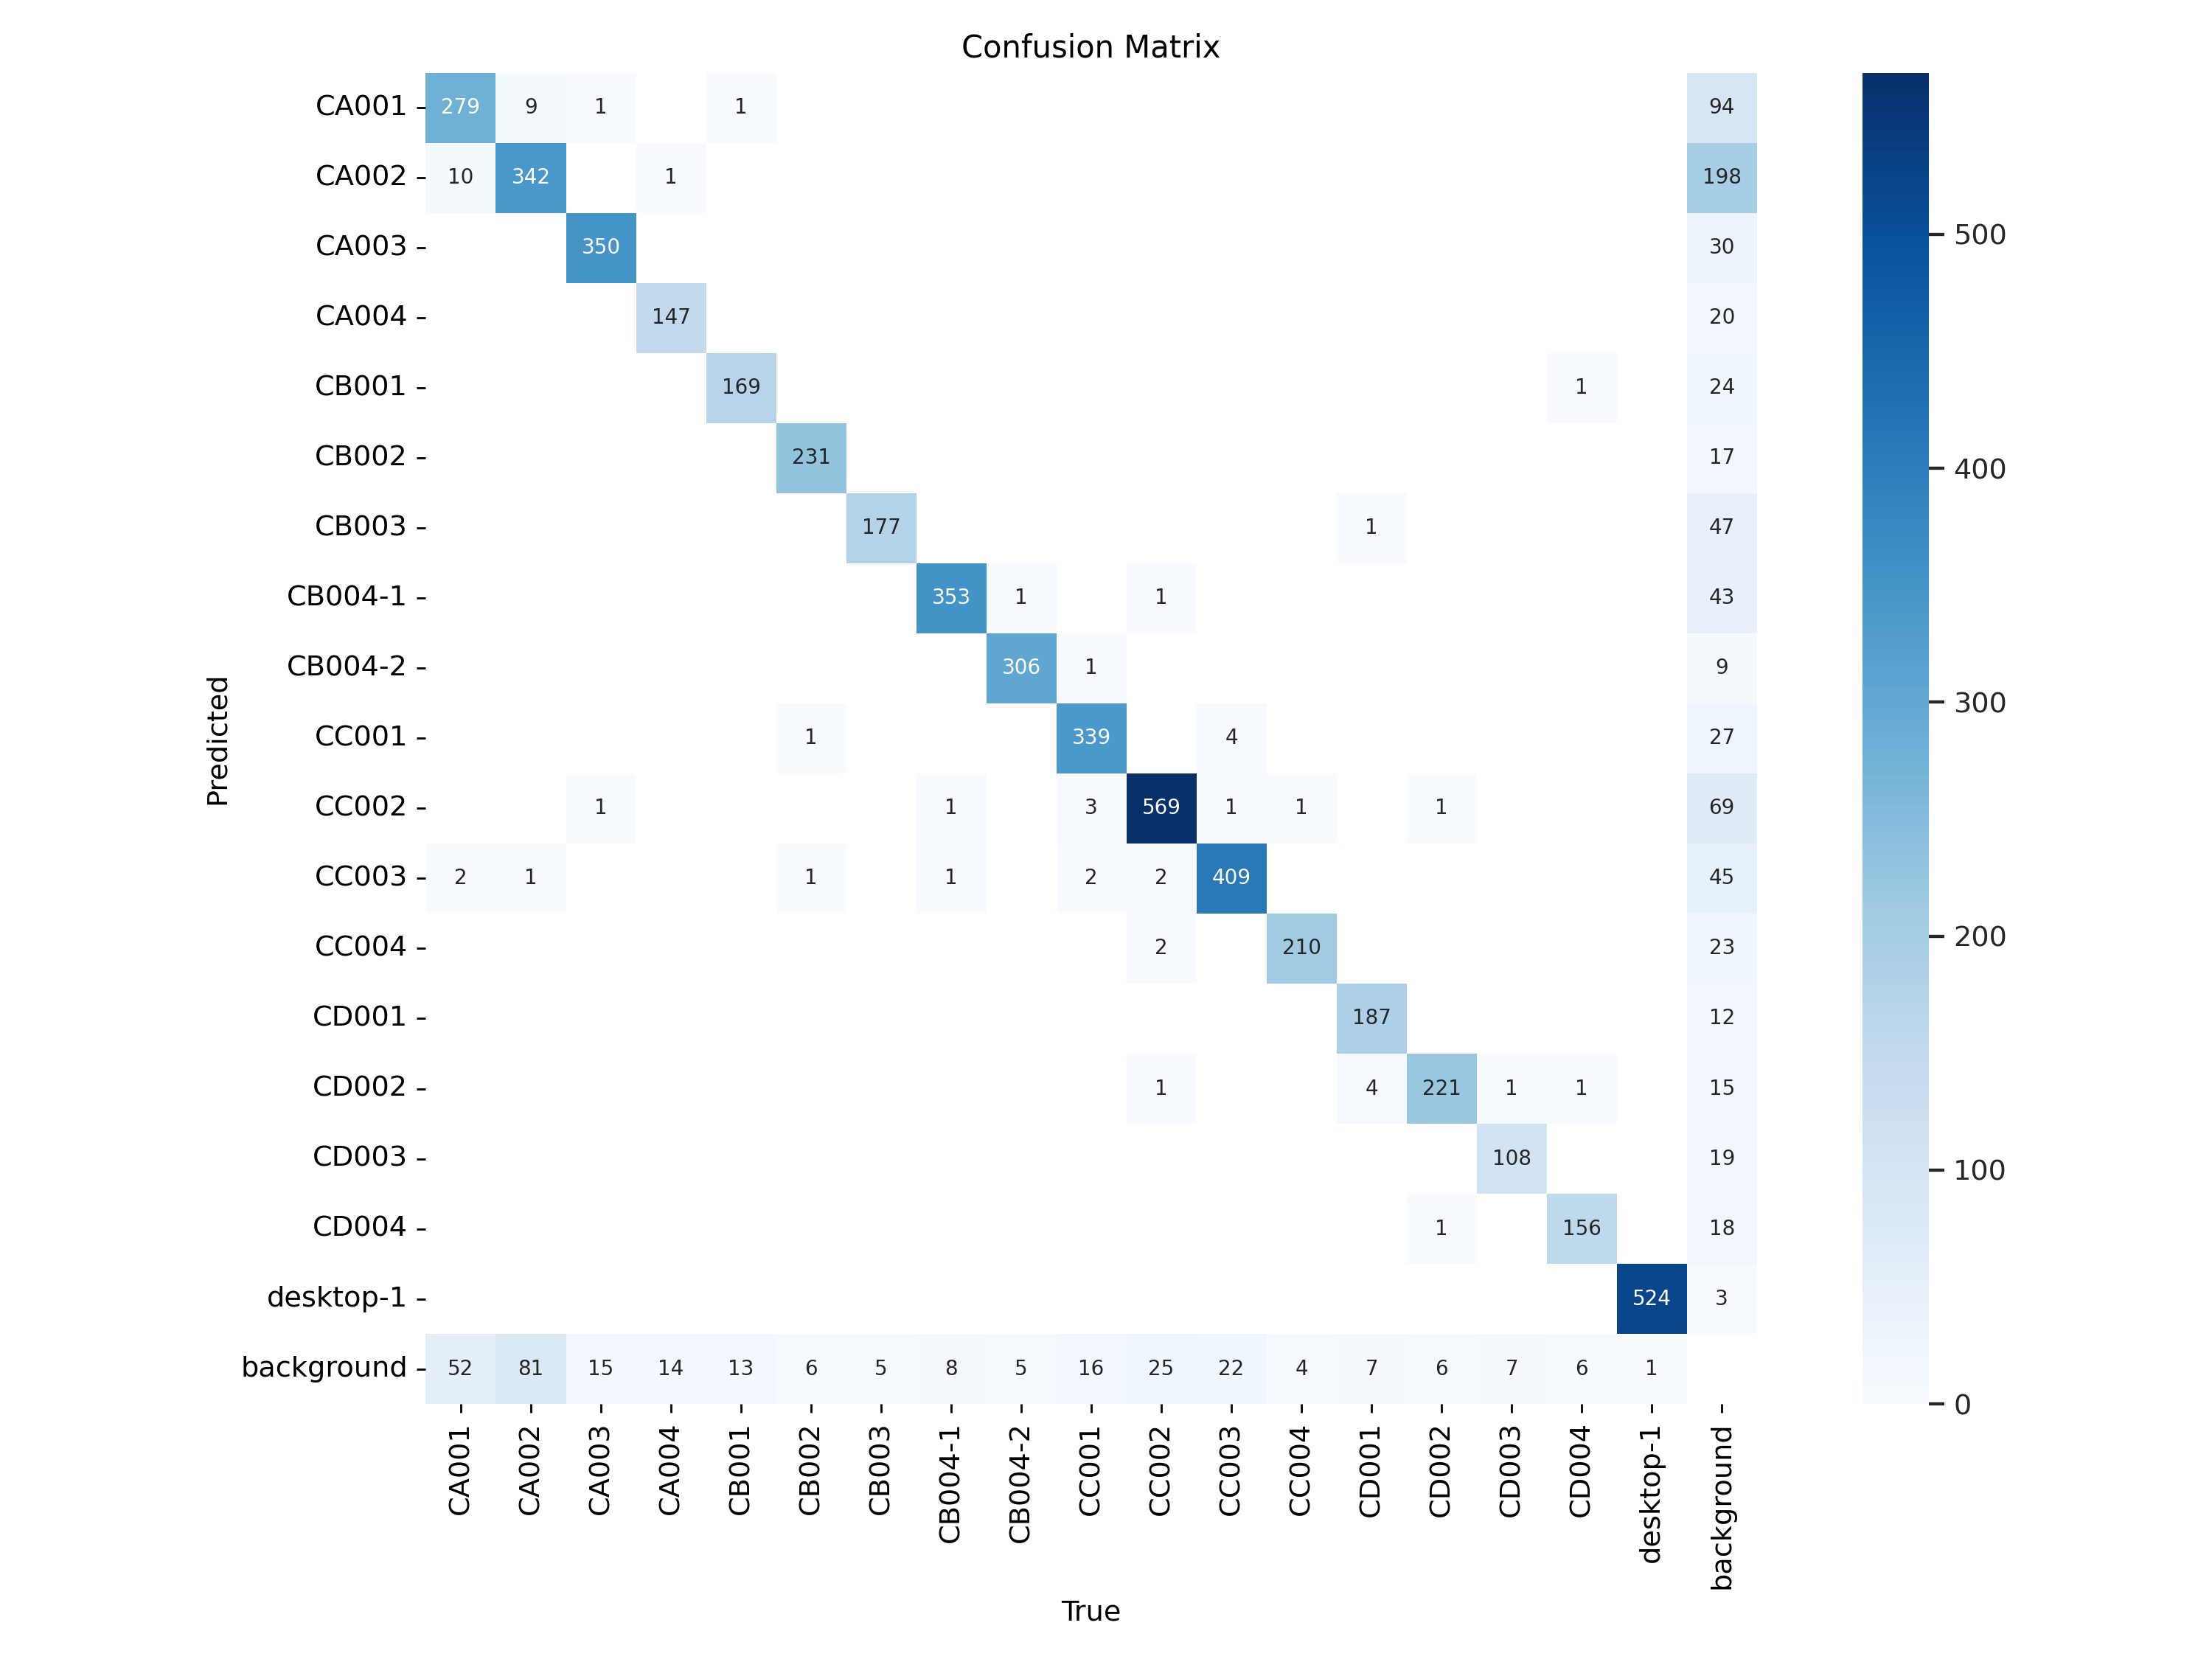 Confusion Matrix
CA001 279 9 1 1 94
CA002 10 342 1 198
CA003 350 30
CA004 147 20
CB001 169 1 24
CB002 231 17
CB003 177 1 47
CB004-1 353 1 1 43
CB004-2 306 1 9
CC001 1 339 4 27
CC002 1 1 3 569 1 1 1 69
CC003 2 1 1 1 2 2 409 45
CC004 2 210 23
CD001 187 12
CD002 1 4 221 1 1 15
CD003 108 19
CD004 1 156 18
desktop-1 524 3
background 52 81 15 14 13 6 5 8 5 16 25 22 4 7 6 7 6 1
Predicted
CA001 CA002 CA003 CA004 CB001 CB002 CB003 CB004-1 CB004-2 CC001 CC002 CC003 CC004 CD001 CD002 CD003 CD004 desktop-1 background
True
500
400
300
200
100
0